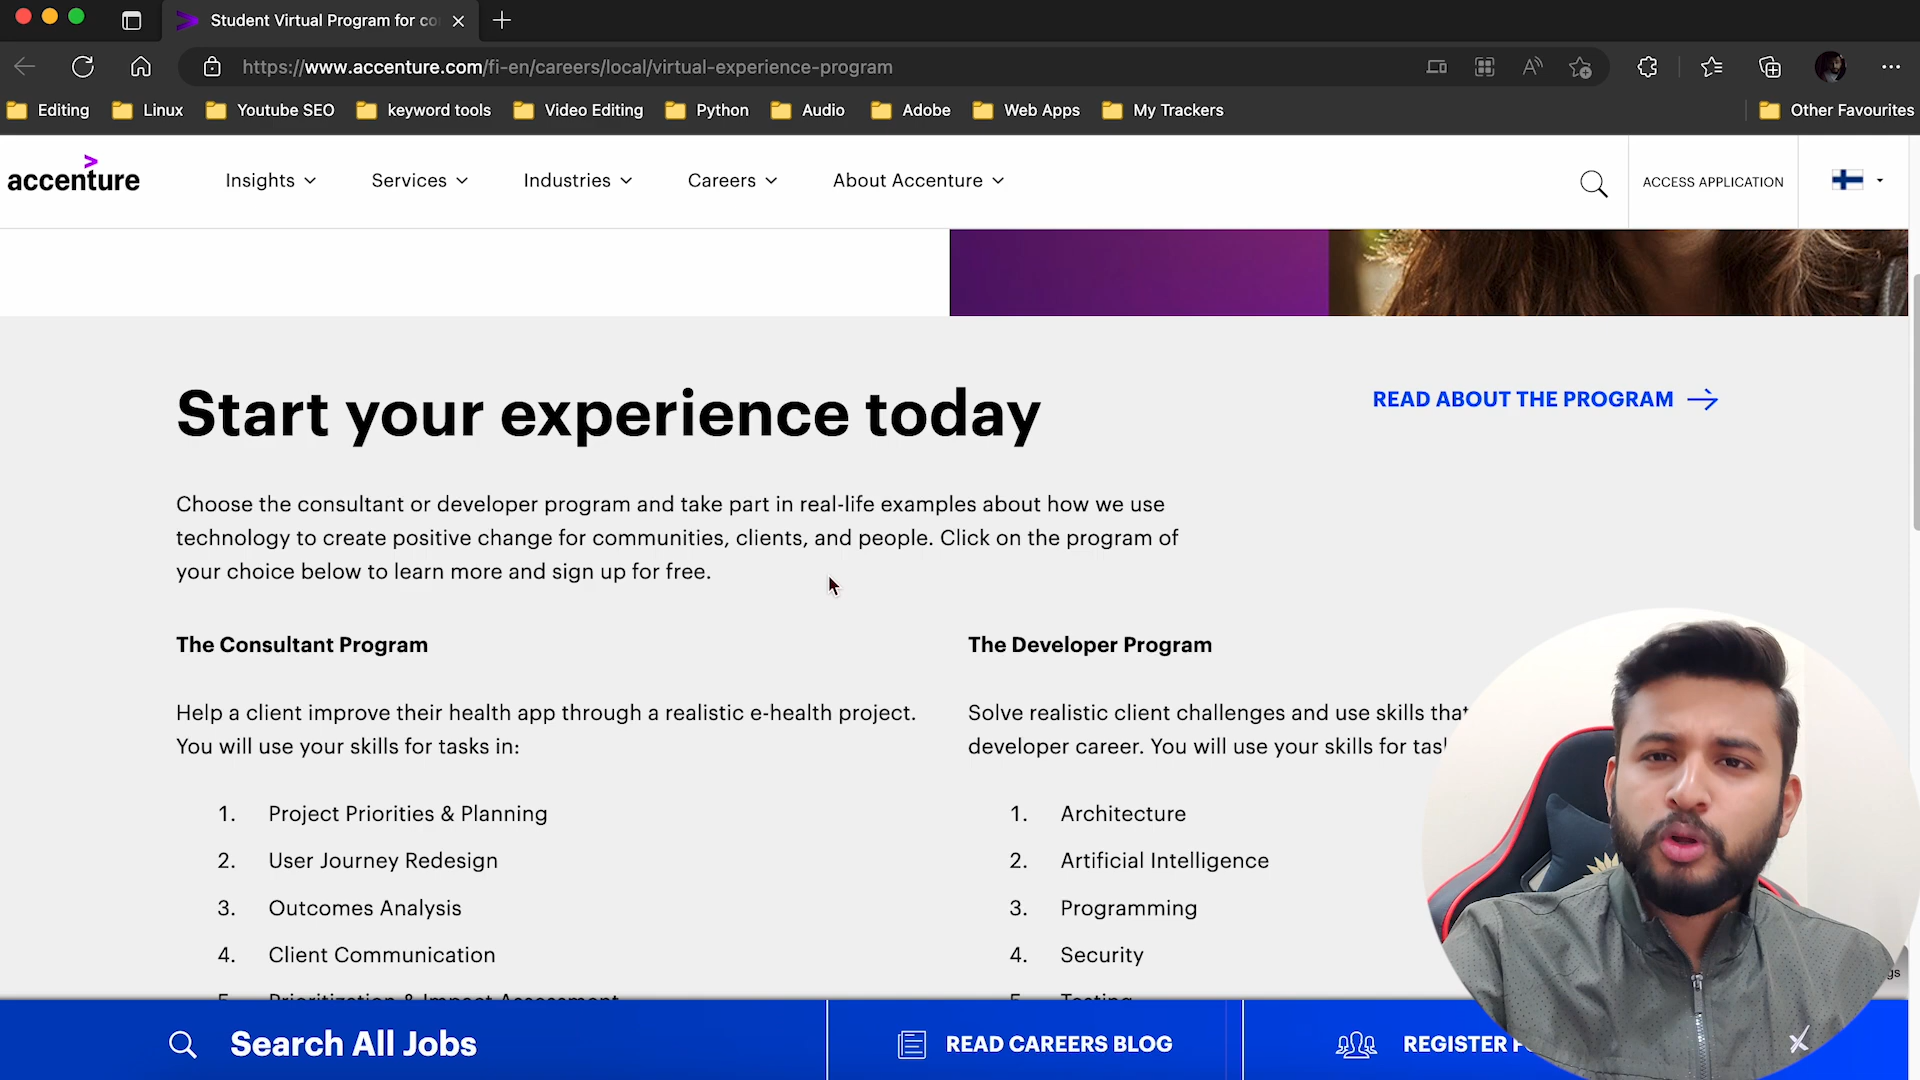 Student Virtual Program for co
https://www.accenture.com/fi-en/careers/local/virtual-experience-program
Editing Linux Youtube SEO keyword tools Video Editing Python Audio Adobe Web Apps My Trackers Other Favourites
accenture Insights Services Industries Careers About Accenture ACCESS APPLICATION
Start your experience today
READ ABOUT THE PROGRAM
Choose the consultant or developer program and take part in real-life examples about how we use
technology to create positive change for communities, clients, and people. Click on the program of
your choice below to learn more and sign up for free.
The Consultant Program
Help a client improve their health app through a realistic e-health project.
You will use your skills for tasks in:
1. Project Priorities & Planning
2. User Journey Redesign
3. Outcomes Analysis
4. Client Communication
5. Prioritization & Impact Assessment
The Developer Program
Solve realistic client challenges and use skills that
developer career. You will use your skills for
1. Architecture
2. Artificial Intelligence
3. Programming
4. Security
5. Testing
Search All Jobs READ CAREERS BLOG REGISTER